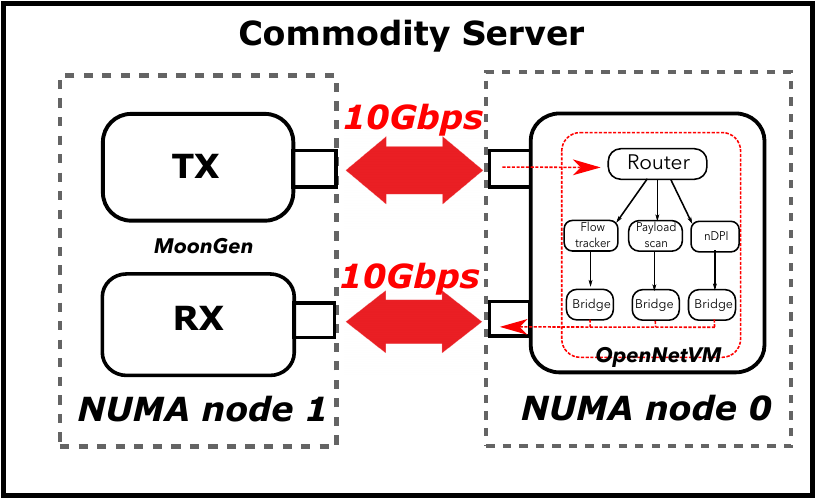 Commodity Server
10Gbps
TX
Router
Flow
tracker
Payload
scan
nDPI
MoonGen
10Gbps
RX
Bridge
Bridge
Bridge
OpenNetVM
NUMA node 1
NUMA node 0